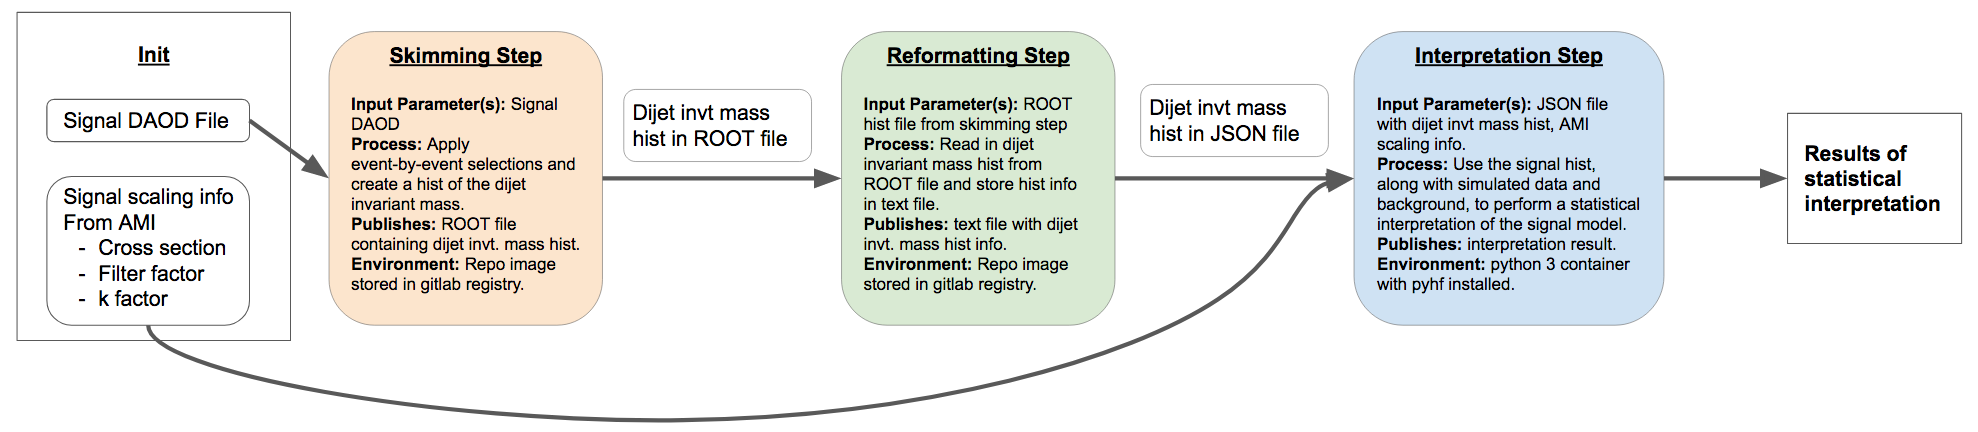 Init
Signal DAOD File
Signal scaling info
From AMI
- Cross section
- Filter factor
- k factor
Skimming Step
Input Parameter(s): Signal
DAOD
Process: Apply
event-by-event selections and
create a hist of the dijet
invariant mass.
Publishes: ROOT file
containing dijet invt. mass hist.
Environment: Repo image
stored in gitlab registry.
Dijet invt mass
hist in ROOT file
Reformatting Step
Input Parameter(s): ROOT
hist file from skimming step
Process: Read in dijet
invariant mass hist from
ROOT file and store hist info
in text file.
Publishes: text file with dijet
invt. mass hist info.
Environment: Repo image
stored in gitlab registry.
Dijet invt mass
hist in JSON file
Interpretation Step
Input Parameter(s): JSON file
with dijet invt mass hist, AMI
scaling info.
Process: Use the signal hist,
along with simulated data and
background, to perform a statistical
interpretation of the signal model.
Publishes: interpretation result.
Environment: python 3 container
with pyhf installed.
Results of
statistical
interpretation